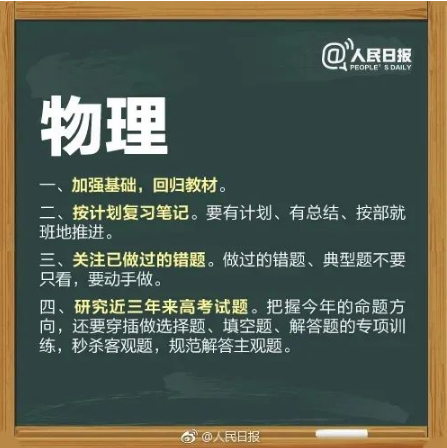 @人民日报
PEOPLE'S DAILY
物理
一、加强基础，回归教材。
二、按计划复习笔记。要有计划、有总结、按部就
班地推进。
三、关注已做过的错题。做过的错题、典型题不要
只看，要动手做。
四、研究近三年来高考试题。把握今年的命题方
向，还要穿插做选择题、填空题、解答题的专项训
练，秒杀客观题，规范解答主观题。
@人民日报